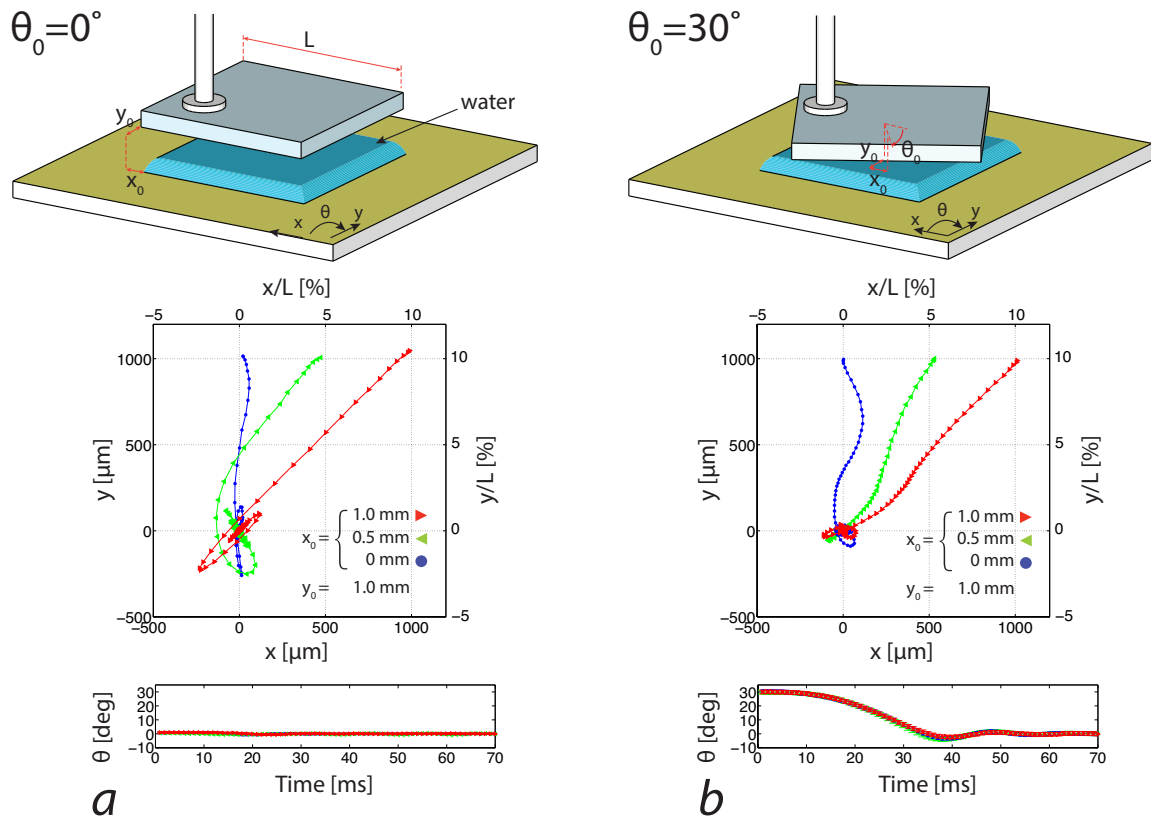 θ₀=0°
L
water
y₀
x₀
x
θ
y
x/L [%]
−5 0 5 10
1000
500
0
−500
y [µm]
10
5
0
−5
y/L [%]
x₀ =
1.0 mm
0.5 mm
0 mm
y₀ = 1.0 mm
−500 0 500 1000
x [µm]
30
20
10
0
−10
θ [deg]
0 10 20 30 40 50 60 70
Time [ms]
a
θ₀=30°
y₀
θ₀
x₀
x
θ
y
x/L [%]
−5 0 5 10
1000
500
0
−500
y [µm]
10
5
0
−5
y/L [%]
x₀ =
1.0 mm
0.5 mm
0 mm
y₀ = 1.0 mm
−500 0 500 1000
x [µm]
30
20
10
0
−10
θ [deg]
0 10 20 30 40 50 60 70
Time [ms]
b